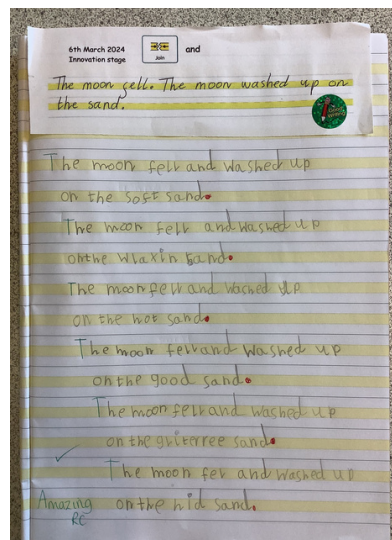 6th March 2024
Innovation stage
Join
and
The moon fell. The moon washed up on
the sand.
The moon fell and washed up
on the soft sand.
The moon fell and washed up
on the wlaxin sand.
The moon fell and washed up
on the hot sand.
The moon fell and washed up
on the good sand.
The moon fell and washed up
on the gliterree sand.
The moon fer and washed up
Amazing on the hid sand.
RC